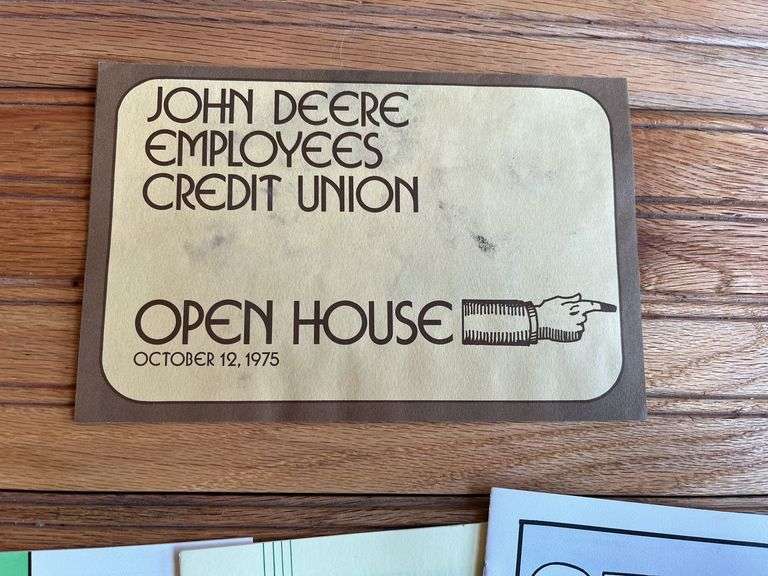 JOHN DEERE
EMPLOYEES
CREDIT UNION
OPEN HOUSE
OCTOBER 12, 1975